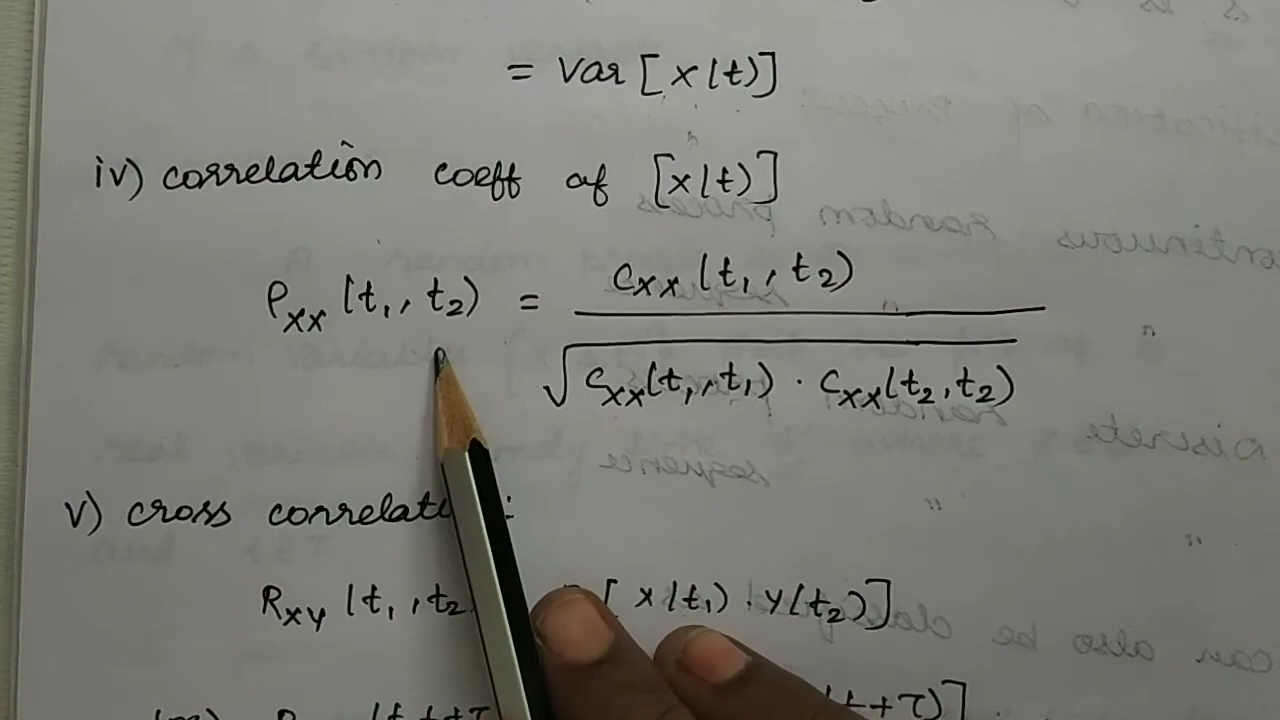 = Var [x(t)]
iv) correlation coeff of [x(t)]
ρxx (t1, t2) = Cxx (t1, t2)
√Cxx(t1, t1) · Cxx(t2, t2)
v) cross correlati :
Rxy (t1, t2 [x(t1) · y(t2)]
(t+τ)]